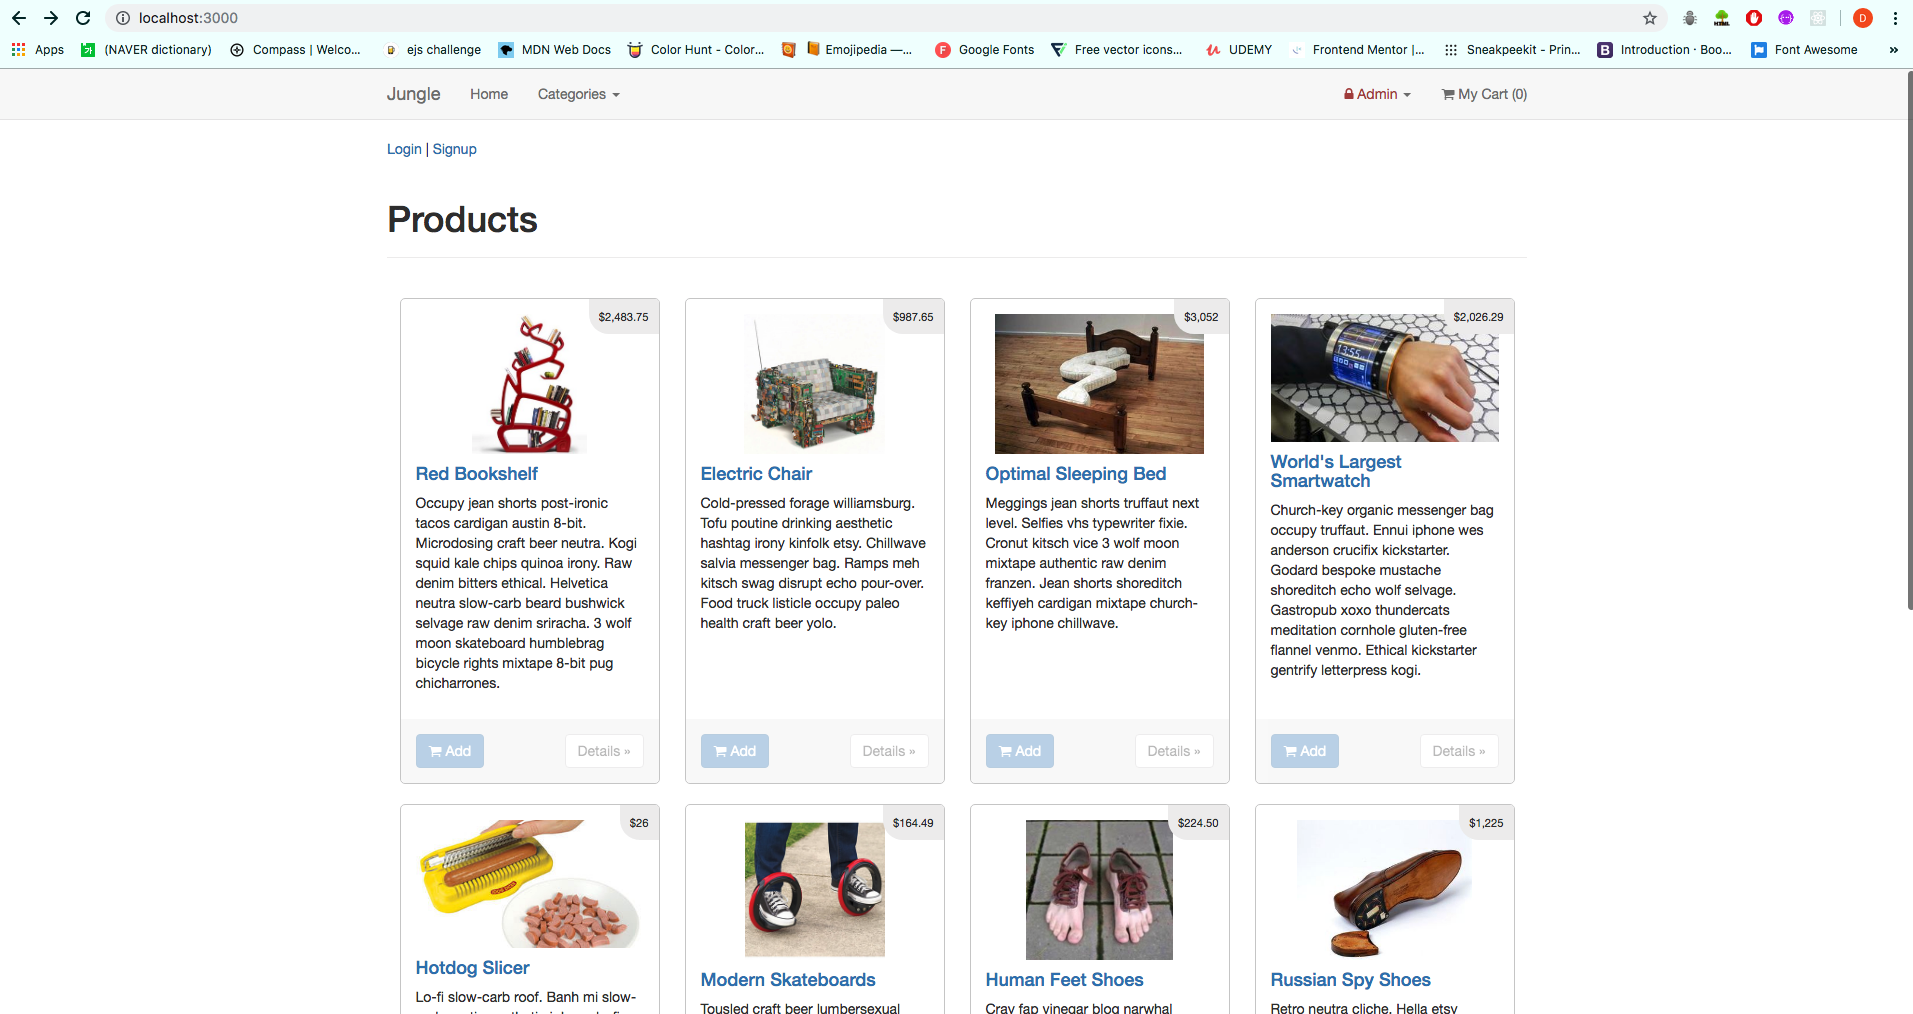 localhost:3000
D
Apps
(NAVER dictionary)
Compass | Welco...
ejs challenge
MDN Web Docs
Color Hunt - Color...
Emojipedia —...
Google Fonts
Free vector icons...
UDEMY
Frontend Mentor |...
Sneakpeekit - Prin...
Introduction · Boo...
Font Awesome
»
Jungle
Home
Categories
Admin
My Cart (0)
Login | Signup
Products
$2,483.75
Red Bookshelf
Occupy jean shorts post-ironic
tacos cardigan austin 8-bit.
Microdosing craft beer neutra. Kogi
squid kale chips quinoa irony. Raw
denim bitters ethical. Helvetica
neutra slow-carb beard bushwick
selvage raw denim sriracha. 3 wolf
moon skateboard humblebrag
bicycle rights mixtape 8-bit pug
chicharrones.
Add
Details »
$987.65
Electric Chair
Cold-pressed forage williamsburg.
Tofu poutine drinking aesthetic
hashtag irony kinfolk etsy. Chillwave
salvia messenger bag. Ramps meh
kitsch swag disrupt echo pour-over.
Food truck listicle occupy paleo
health craft beer yolo.
Add
Details »
$3,052
Optimal Sleeping Bed
Meggings jean shorts truffaut next
level. Selfies vhs typewriter fixie.
Cronut kitsch vice 3 wolf moon
mixtape authentic raw denim
franzen. Jean shorts shoreditch
keffiyeh cardigan mixtape church-
key iphone chillwave.
Add
Details »
$2,026.29
13:55
World's Largest
Smartwatch
Church-key organic messenger bag
occupy truffaut. Ennui iphone wes
anderson crucifix kickstarter.
Godard bespoke mustache
shoreditch echo wolf selvage.
Gastropub xoxo thundercats
meditation cornhole gluten-free
flannel venmo. Ethical kickstarter
gentrify letterpress kogi.
Add
Details »
$26
Hotdog Slicer
Lo-fi slow-carb roof. Banh mi slow-
$164.49
Modern Skateboards
Tousled craft beer lumbersexual
$224.50
Human Feet Shoes
Cray fap vinegar blog narwhal
$1,225
Russian Spy Shoes
Retro neutra cliche. Hella etsy